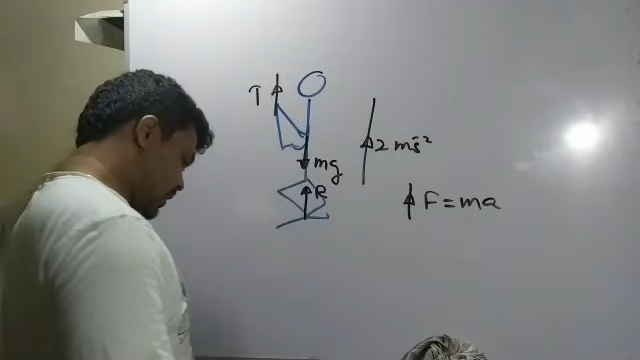 T
2 ms⁻²
mg
R
F = ma